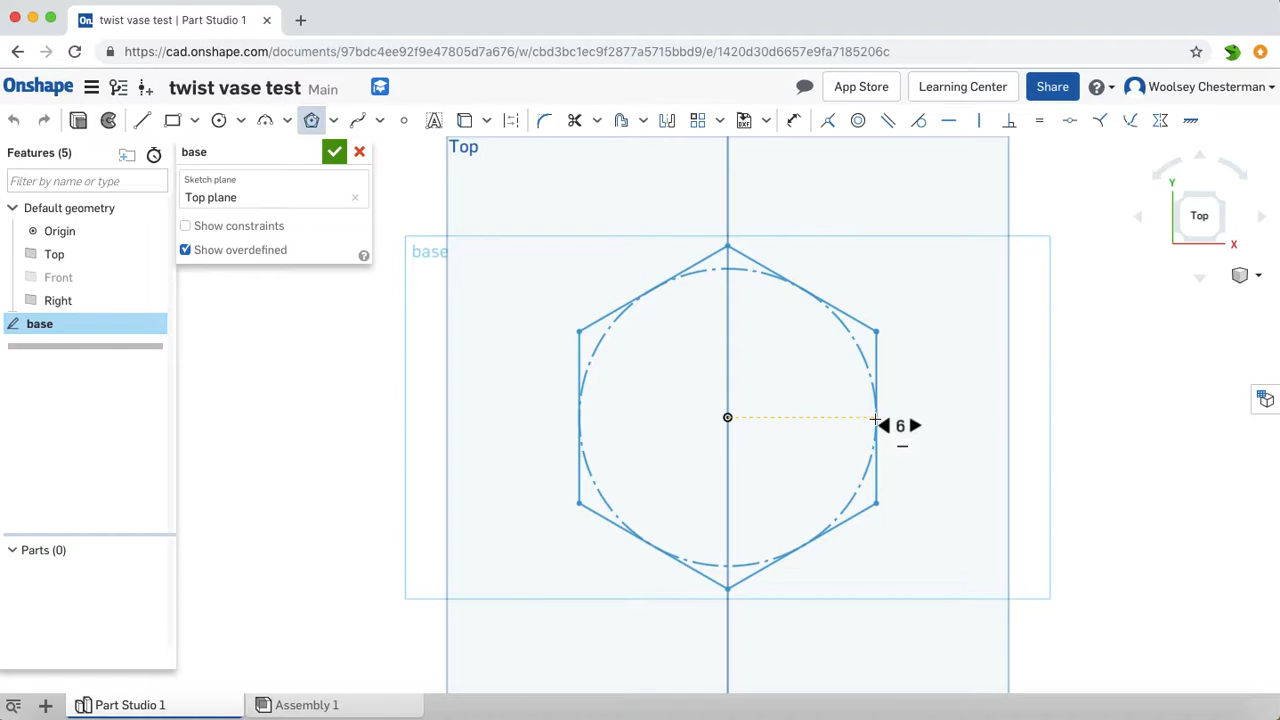 twist vase test | Part Studio 1
https://cad.onshape.com/documents/97bdc4ee92f9e47805d7a676/w/cbd3bc1ec9f2877a5715bbd9/e/1420d30d6657e9fa7185206c
Onshape
twist vase test Main
App Store
Learning Center
Share
Woolsey Chesterman
Features (5)
Filter by name or type
Default geometry
Origin
Top
Front
Right
base
Parts (0)
base
Sketch plane
Top plane
Show constraints
Show overdefined
Top
base
6
Y
Top
X
Part Studio 1
Assembly 1